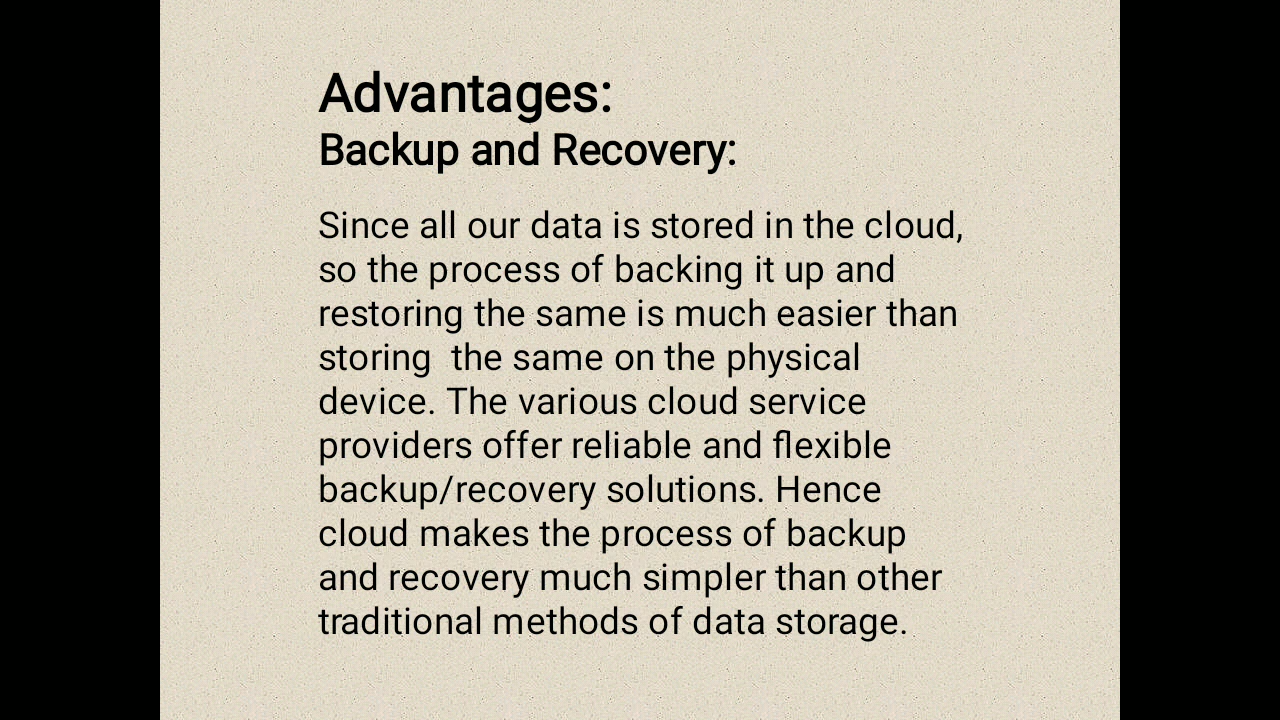 Advantages:
Backup and Recovery:
Since all our data is stored in the cloud,
so the process of backing it up and
restoring the same is much easier than
storing  the same on the physical
device. The various cloud service
providers offer reliable and flexible
backup/recovery solutions. Hence
cloud makes the process of backup
and recovery much simpler than other
traditional methods of data storage.